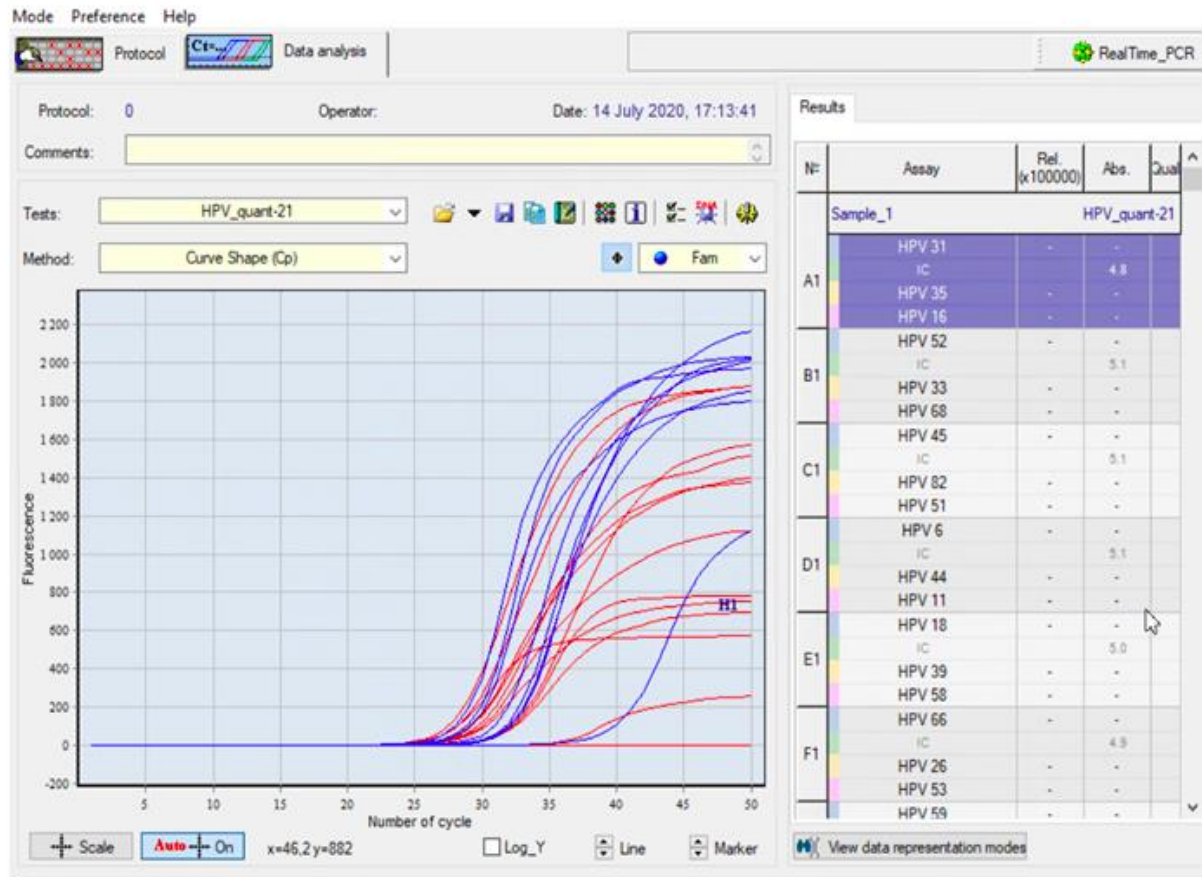 Mode Preference Help
Protocol Ct=... Data analysis RealTime_PCR
Protocol: 0 Operator: Date: 14 July 2020, 17:13:41
Comments:
Tests: HPV_quant-21
Method: Curve Shape (Cp) Fam
Fluorescence
2 200
2 000
1 800
1 600
1 400
1 200
1 000
800
600
400
200
0
-200
H1
5 10 15 20 25 30 35 40 45 50
Number of cycle
Scale Auto On x=46,2 y=882 Log_Y Line Marker
Results
N= Assay Rel. (x100000) Abs. Qual
Sample_1 HPV_quant-21
A1
HPV 31 - -
IC 4.8
HPV 35 - -
HPV 16 - -
B1
HPV 52 - -
IC 5.1
HPV 33 - -
HPV 68 - -
C1
HPV 45 - -
IC 5.1
HPV 82 - -
HPV 51 - -
D1
HPV 6 - -
IC 5.1
HPV 44 - -
HPV 11 - -
E1
HPV 18 - -
IC 5.0
HPV 39 - -
HPV 58 - -
F1
HPV 66 - -
IC 4.9
HPV 26 - -
HPV 53 - -
HPV 59 - -
View data representation modes